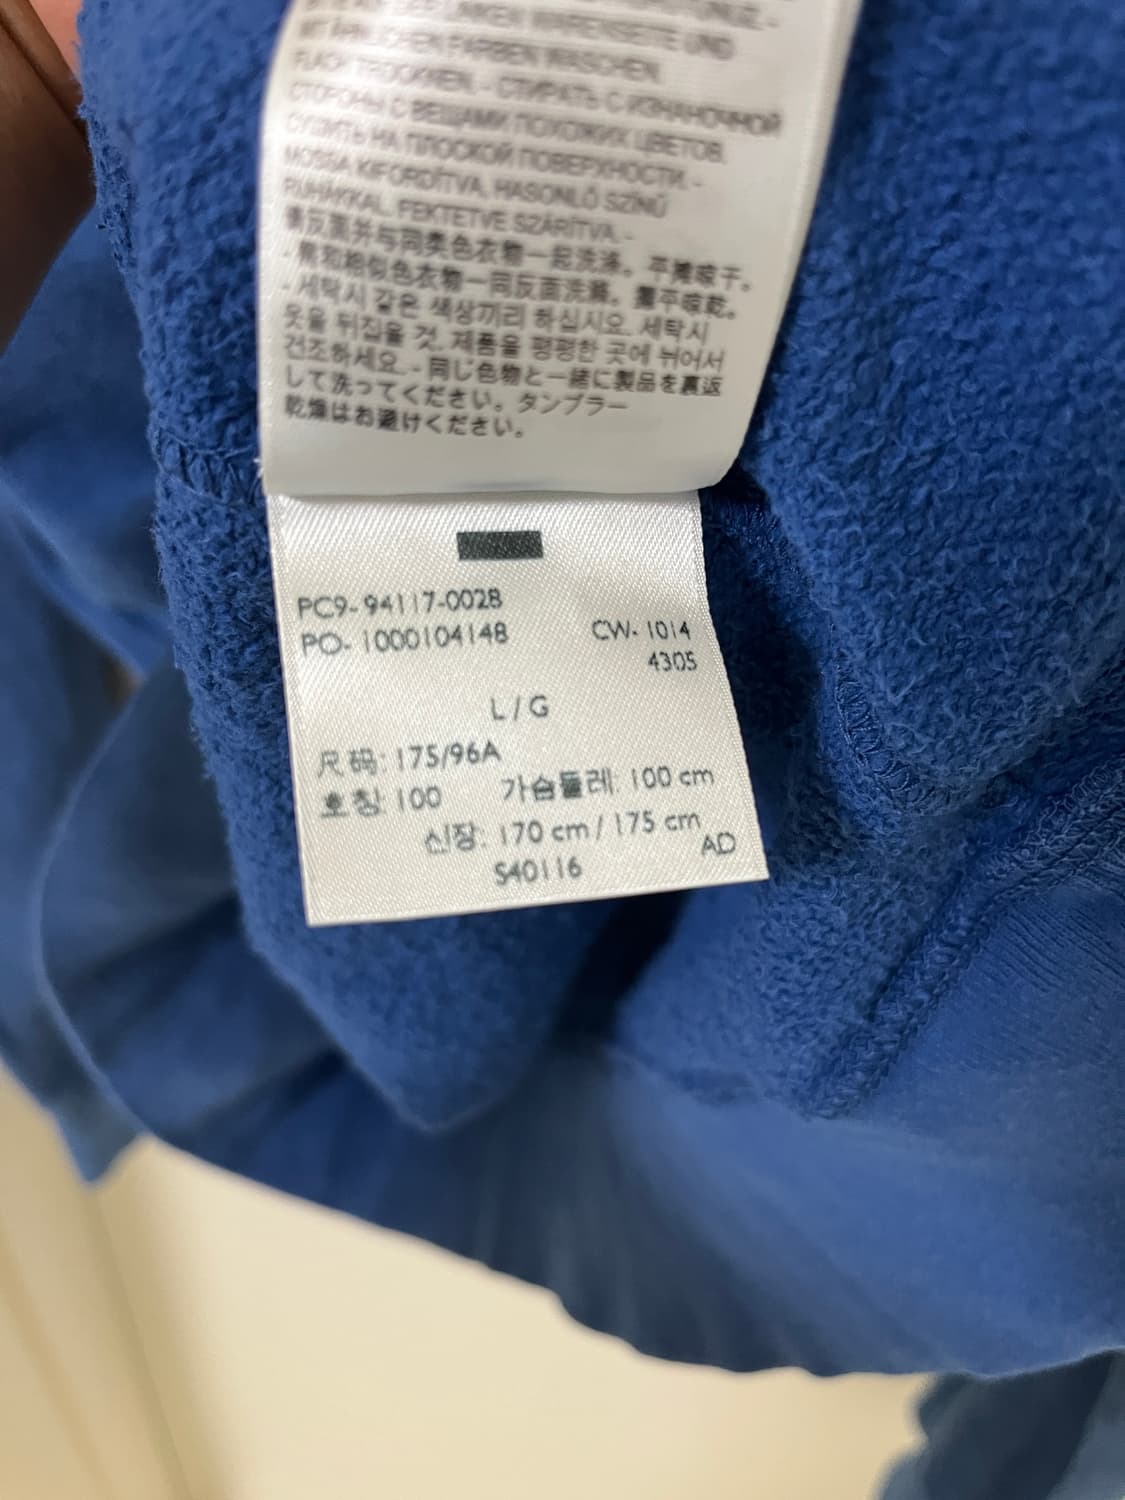 LINKEN WARENSEITE UND
FARBEN WASCHEN.
FLACH TROCKNEN. - СТИРАТЬ С ИЗНАНОЧНОЙ
СТОРОНЫ С ВЕЩАМИ ПОХОЖИХ ЦВЕТОВ.
СУШИТЬ НА ПЛОСКОЙ ПОВЕРХНОСТИ. -
MOSSA KIFORDÍTVA, HASONLÓ SZÍNŰ
RUHÁKKAL. FEKTETVE SZÁRÍTVA. -
请反面并与同类色衣物一起洗涤。平摊晾干。
- 需和相似色衣物一同反面洗滌。攤平晾乾。
- 세탁시 같은 색상끼리 하십시오. 세탁시
옷을 뒤집을 것. 제품을 평평한 곳에 뉘어서
건조하세요. - 同じ色物と一緒に製品を裏返
して洗ってください。タンブラー
乾燥はお避けください。
PC9- 94117-0028
PO- 1000104148 CW- 1014
4305
L / G
尺码: 175/96A
호칭: 100 가슴둘레: 100 cm
신장: 170 cm / 175 cm
AD
S40116